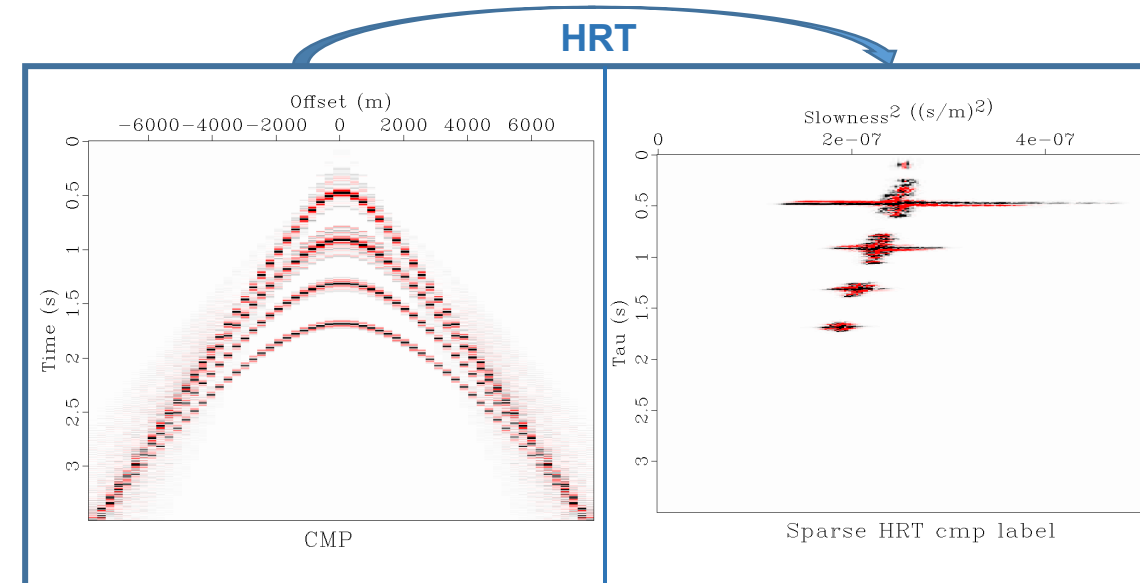 HRT
Offset (m)
−6000 −4000 −2000 0 2000 4000 6000
0
0.5
1
1.5
2
2.5
3
Time (s)
CMP
Slowness² ((s/m)²)
0 2e−07 4e−07
0
0.5
1
1.5
2
2.5
3
Tau (s)
Sparse HRT cmp label